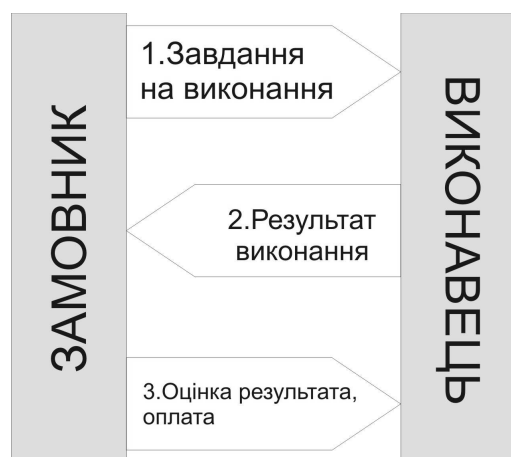 ЗАМОВНИК
1.Завдання
на виконання
2.Результат
виконання
3.Оцінка результата,
оплата
ВИКОНАВЕЦЬ